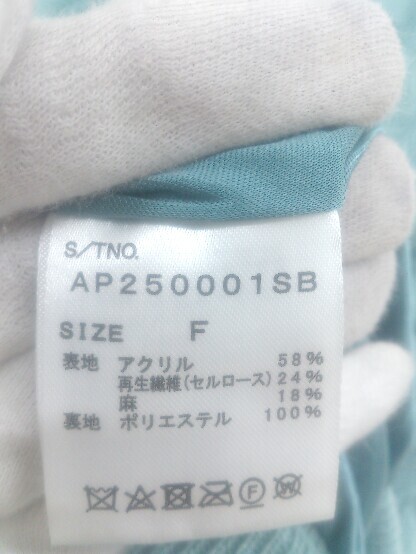 S/TNO.
AP250001SB
SIZE F
表地 アクリル 58%
再生繊維(セルロース) 24%
麻 18%
裏地 ポリエステル 100%
F W